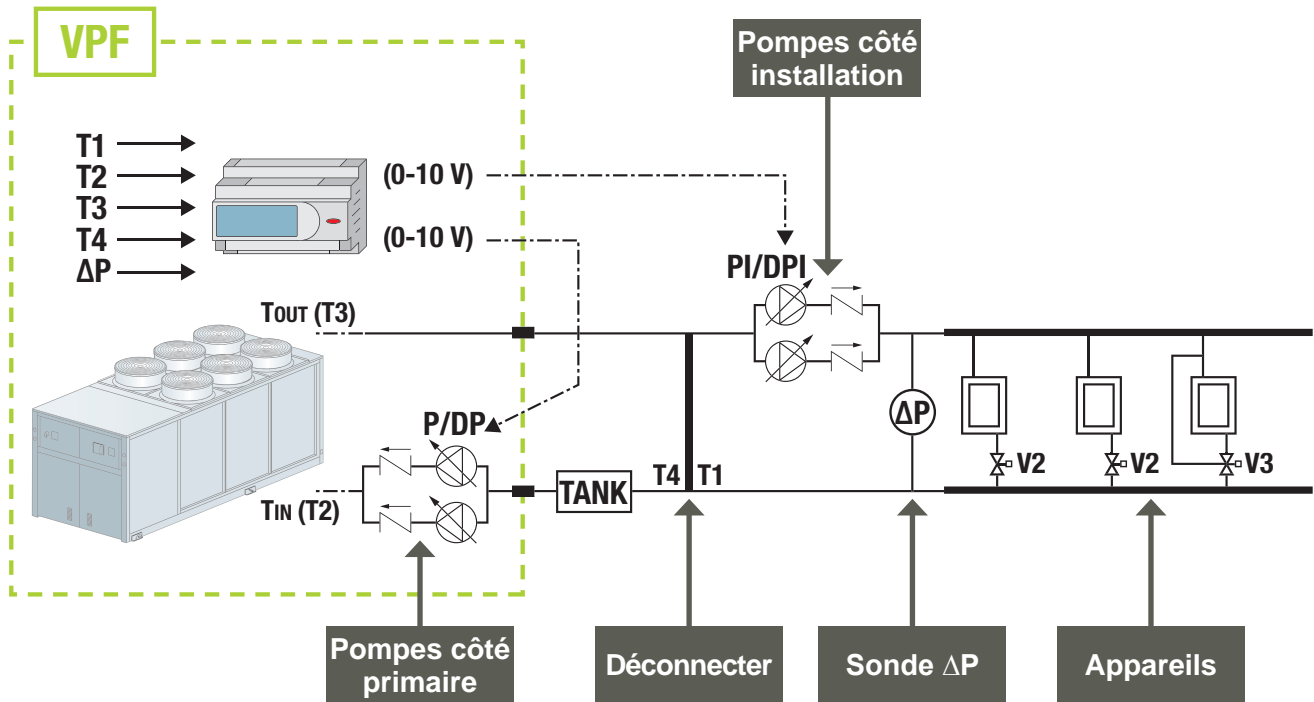 VPF
Pompes côté
installation
T1
T2
T3
T4
ΔP
(0-10 V)
(0-10 V)
PI/DPI
TOUT (T3)
P/DP
TIN (T2)
TANK
T4 T1
ΔP
V2
V2
V3
Pompes côté
primaire
Déconnecter
Sonde ΔP
Appareils